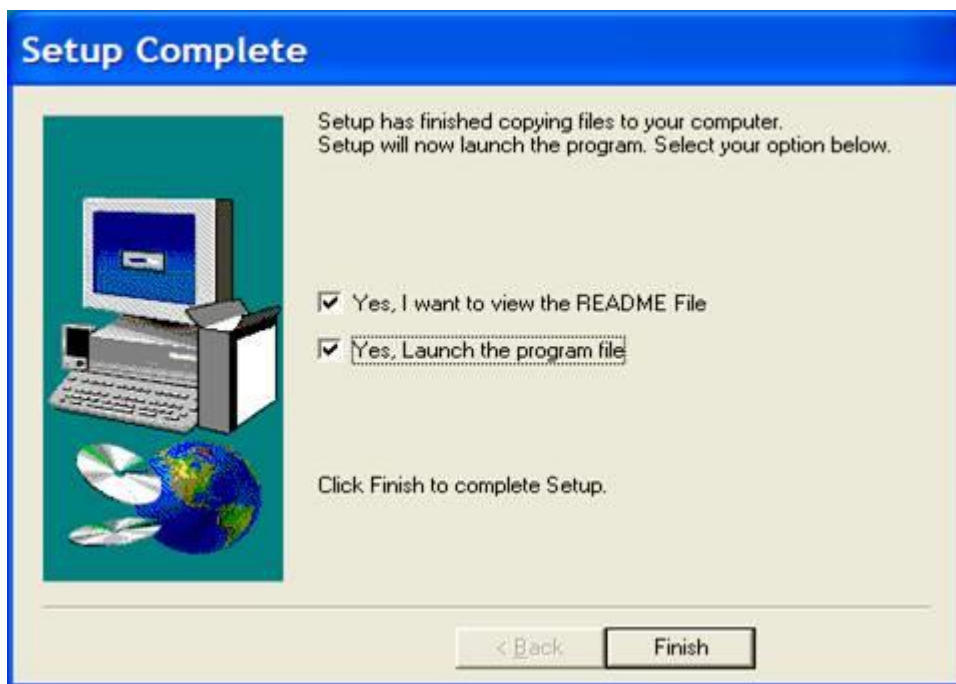 Setup Complete
Setup has finished copying files to your computer.
Setup will now launch the program. Select your option below.
Yes, I want to view the README File
Yes, Launch the program file
Click Finish to complete Setup.
< Back
Finish